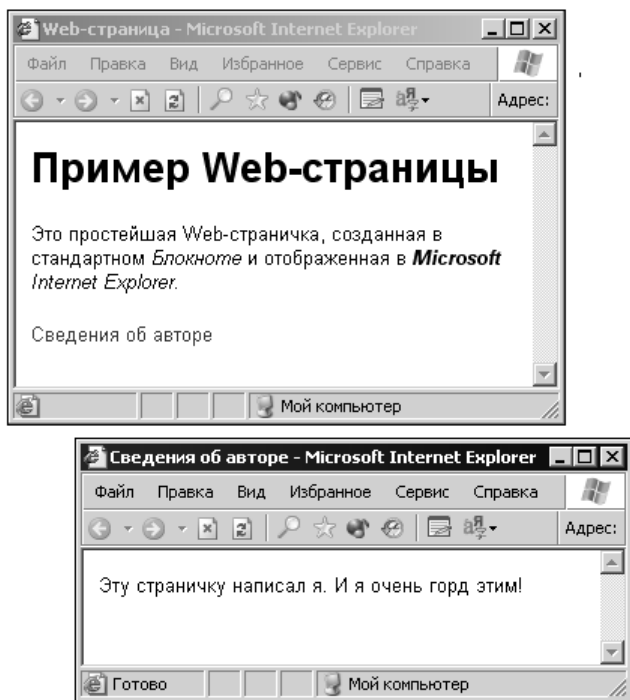 Web-страница - Microsoft Internet Explorer
Файл Правка Вид Избранное Сервис Справка
Адрес:
Пример Web-страницы
Это простейшая Web-страничка, созданная в
стандартном Блокноте и отображенная в Microsoft
Internet Explorer.
Сведения об авторе
Мой компьютер
Сведения об авторе - Microsoft Internet Explorer
Файл Правка Вид Избранное Сервис Справка
Адрес:
Эту страничку написал я. И я очень горд этим!
Готово Мой компьютер